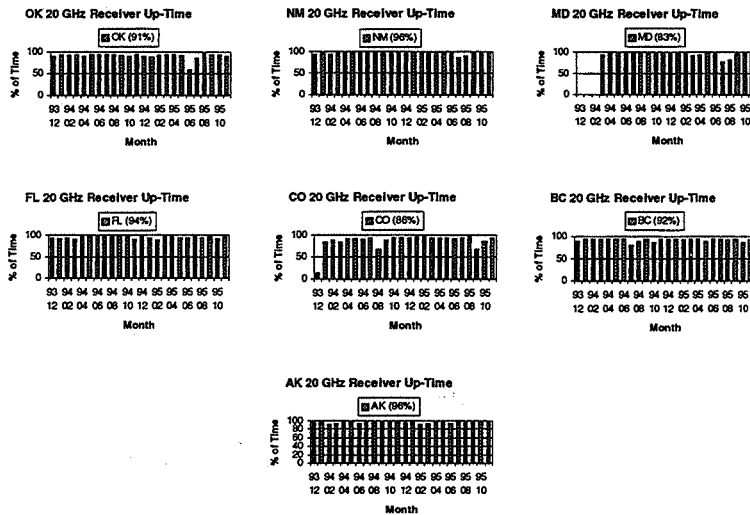 OK 20 GHz Receiver Up-Time
OK (91%)
% of Time
100
50
0
93 94 94 94 94 94 94 95 95 95 95 95
12 02 04 06 08 10 12 02 04 06 08 10
Month
NM 20 GHz Receiver Up-Time
NM (96%)
% of Time
100
50
0
93 94 94 94 94 94 94 95 95 95 95 95
12 02 04 06 08 10 12 02 04 06 08 10
Month
MD 20 GHz Receiver Up-Time
MD (83%)
% of Time
100
50
0
93 94 94 94 94 94 94 95 95 95 95 95
12 02 04 06 08 10 12 02 04 06 08 10
Month
FL 20 GHz Receiver Up-Time
FL (94%)
% of Time
100
50
0
93 94 94 94 94 94 94 95 95 95 95 95
12 02 04 06 08 10 12 02 04 06 08 10
Month
CO 20 GHz Receiver Up-Time
CO (86%)
% of Time
100
50
0
93 94 94 94 94 94 94 95 95 95 95 95
12 02 04 06 08 10 12 02 04 06 08 10
Month
BC 20 GHz Receiver Up-Time
BC (92%)
% of Time
100
50
0
93 94 94 94 94 94 94 95 95 95 95 95
12 02 04 06 08 10 12 02 04 06 08 10
Month
AK 20 GHz Receiver Up-Time
AK (96%)
% of Time
100
80
60
40
20
0
93 94 94 94 94 94 94 95 95 95 95 95
12 02 04 06 08 10 12 02 04 06 08 10
Month